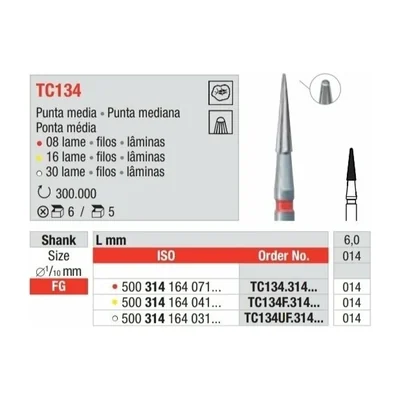 TC134
Punta media • Punta mediana
Ponta média
● 08 lame • filos • lâminas
● 16 lame • filos • lâminas
○ 30 lame • filos • lâminas
300.000
6 / 5
Shank L mm 6,0
Size ISO Order No. 014
Ø 1/10 mm
FG ● 500 314 164 071... TC134.314... 014
● 500 314 164 041... TC134F.314... 014
○ 500 314 164 031... TC134UF.314... 014